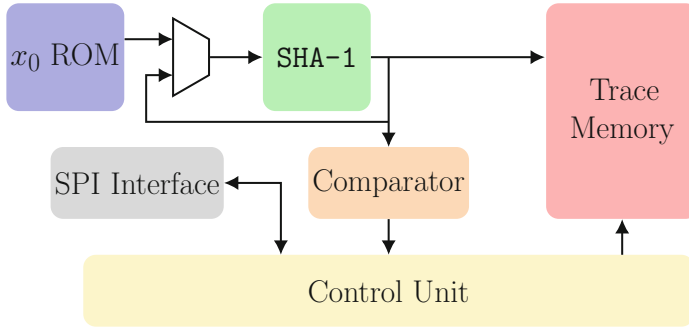 x₀ ROM
SHA-1
Trace
Memory
SPI Interface
Comparator
Control Unit